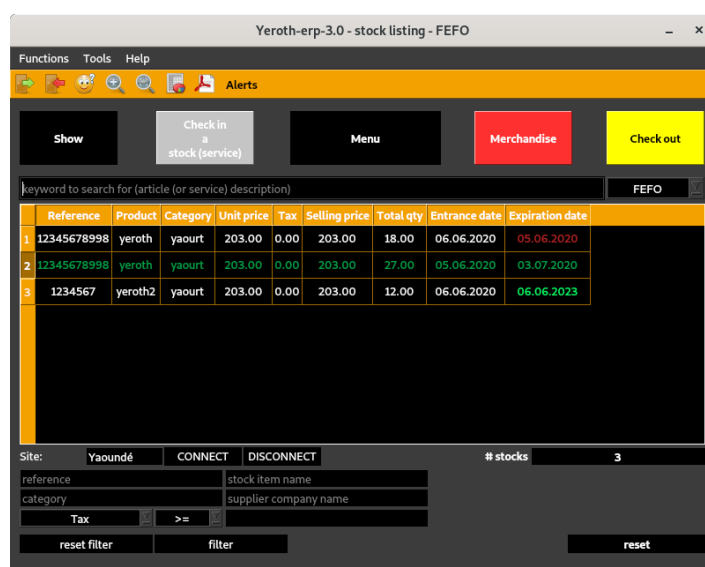 Yeroth-erp-3.0 - stock listing - FEFO
Functions Tools Help
Alerts
Show
Check in
a
stock (service)
Menu
Merchandise
Check out
keyword to search for (article (or service) description)
FEFO
Reference Product Category Unit price Tax Selling price Total qty Entrance date Expiration date
1 12345678998 yeroth yaourt 203.00 0.00 203.00 18.00 06.06.2020 05.06.2020
2 12345678998 yeroth yaourt 203.00 0.00 203.00 27.00 05.06.2020 03.07.2020
3 1234567 yeroth2 yaourt 203.00 0.00 203.00 12.00 06.06.2020 06.06.2023
Site: Yaoundé CONNECT DISCONNECT # stocks 3
reference stock item name
category supplier company name
Tax >=
reset filter filter reset